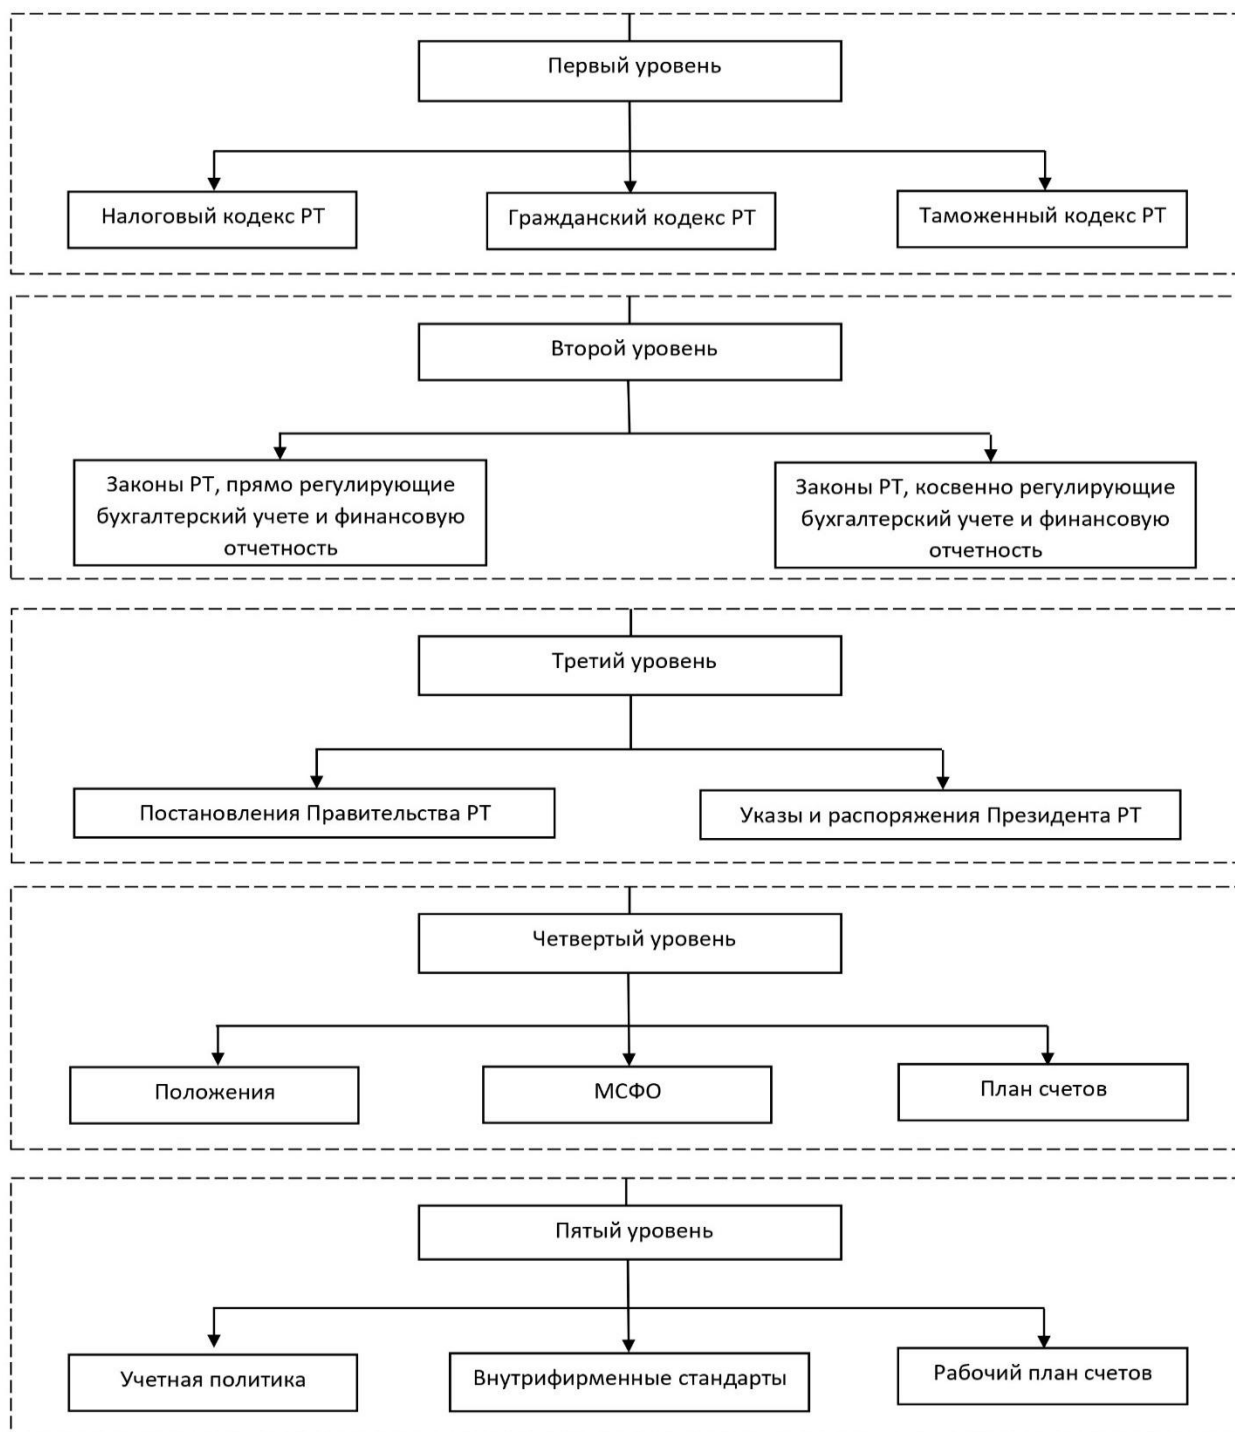 Первый уровень
Налоговый кодекс РТ
Гражданский кодекс РТ
Таможенный кодекс РТ
Второй уровень
Законы РТ, прямо регулирующие
бухгалтерский учете и финансовую
отчетность
Законы РТ, косвенно регулирующие
бухгалтерский учете и финансовую
отчетность
Третий уровень
Постановления Правительства РТ
Указы и распоряжения Президента РТ
Четвертый уровень
Положения
МСФО
План счетов
Пятый уровень
Учетная политика
Внутрифирменные стандарты
Рабочий план счетов